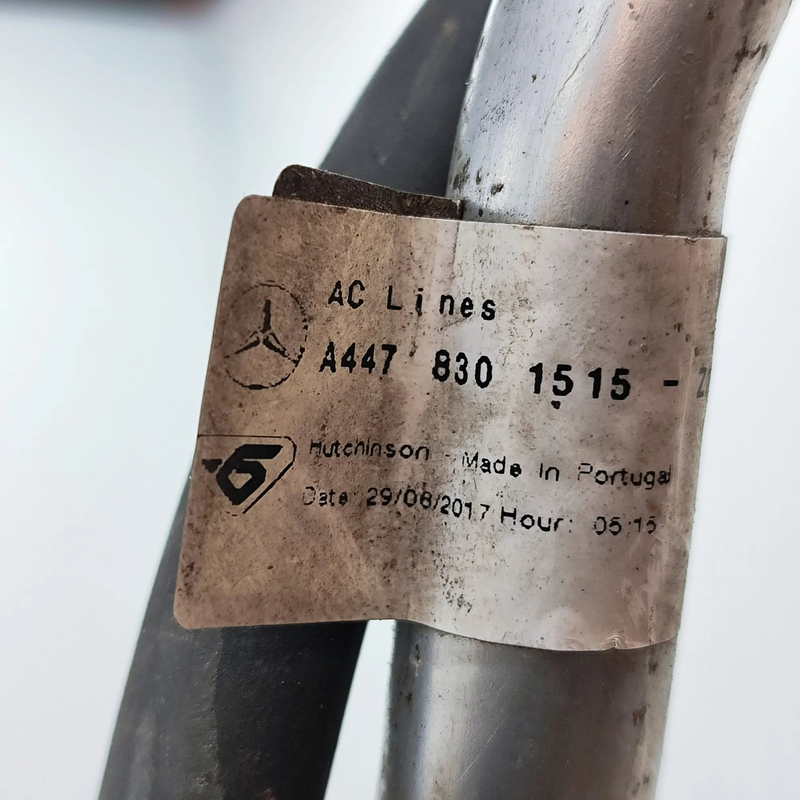 AC Lines
A447 830 1515 -
Hutchinson - Made In Portugal
Date: 29/06/2017 Hour: 05:15